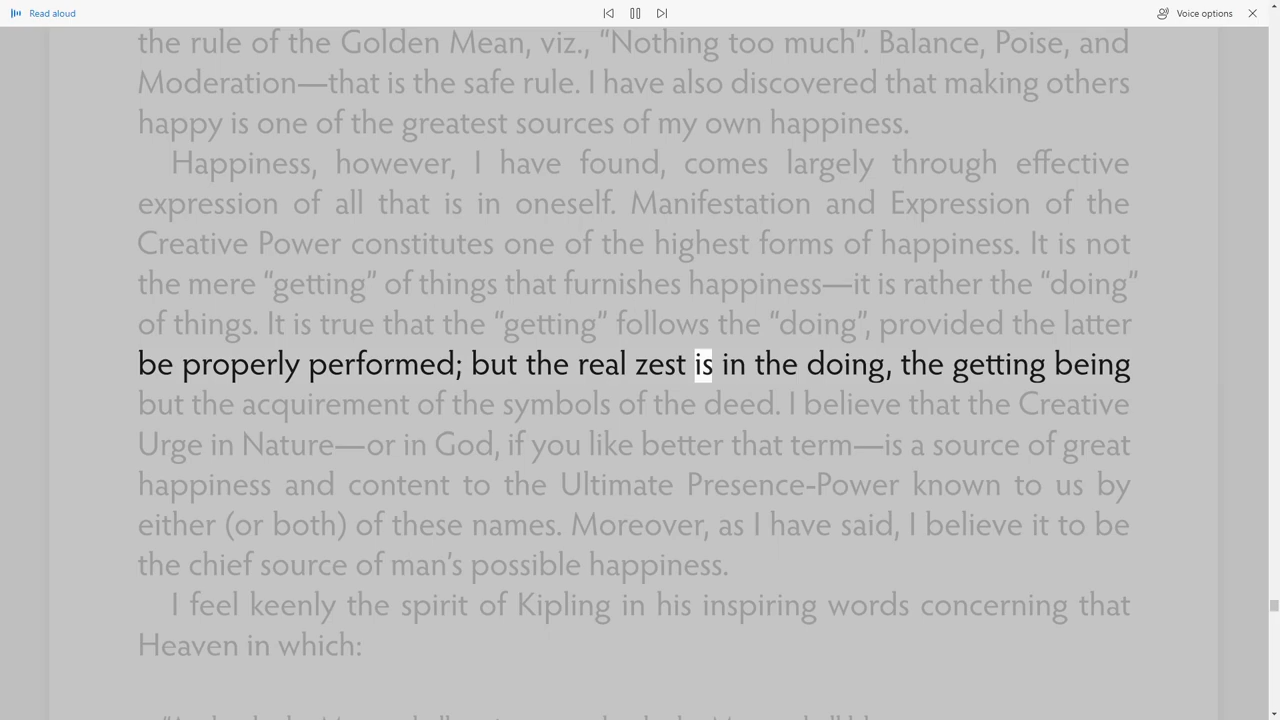 Read aloud
Voice options
the rule of the Golden Mean, viz., “Nothing too much”. Balance, Poise, and
Moderation—that is the safe rule. I have also discovered that making others
happy is one of the greatest sources of my own happiness.
Happiness, however, I have found, comes largely through effective
expression of all that is in oneself. Manifestation and Expression of the
Creative Power constitutes one of the highest forms of happiness. It is not
the mere “getting” of things that furnishes happiness—it is rather the “doing”
of things. It is true that the “getting” follows the “doing”, provided the latter
be properly performed; but the real zest is in the doing, the getting being
but the acquirement of the symbols of the deed. I believe that the Creative
Urge in Nature—or in God, if you like better that term—is a source of great
happiness and content to the Ultimate Presence-Power known to us by
either (or both) of these names. Moreover, as I have said, I believe it to be
the chief source of man’s possible happiness.
I feel keenly the spirit of Kipling in his inspiring words concerning that
Heaven in which: